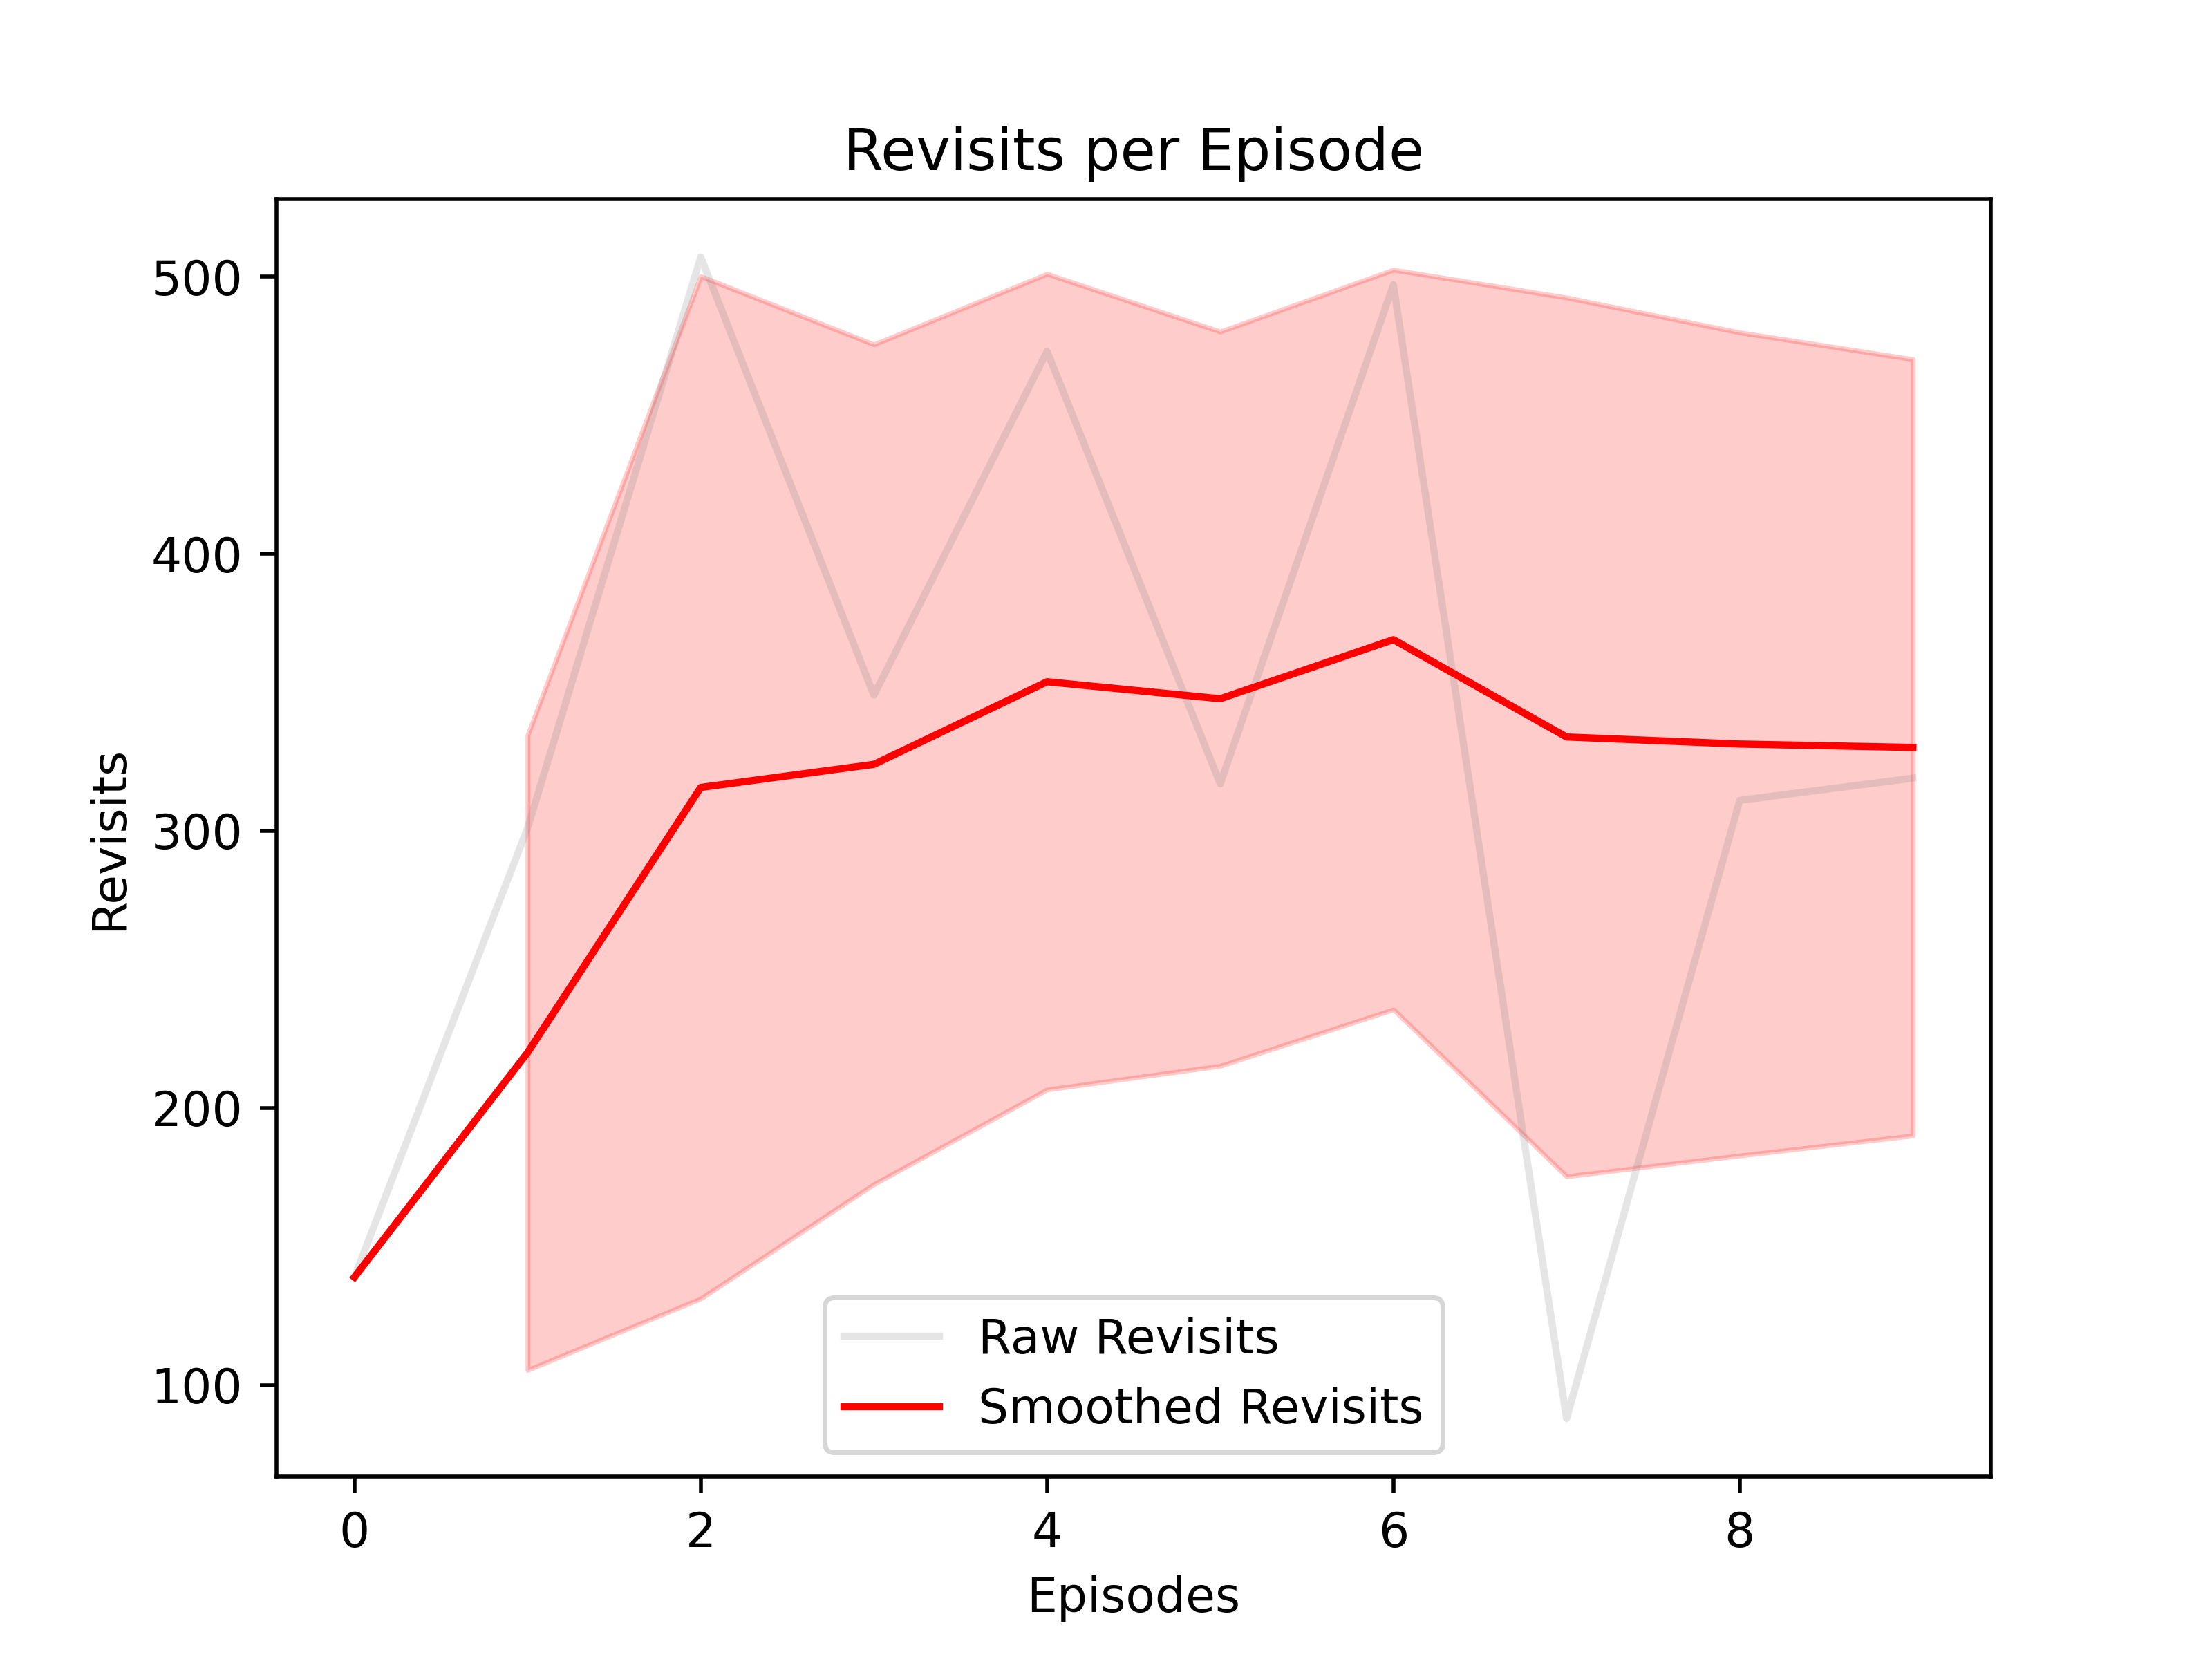 Revisits per Episode
500
400
300
200
100
Revisits
0 2 4 6 8
Episodes
Raw Revisits
Smoothed Revisits